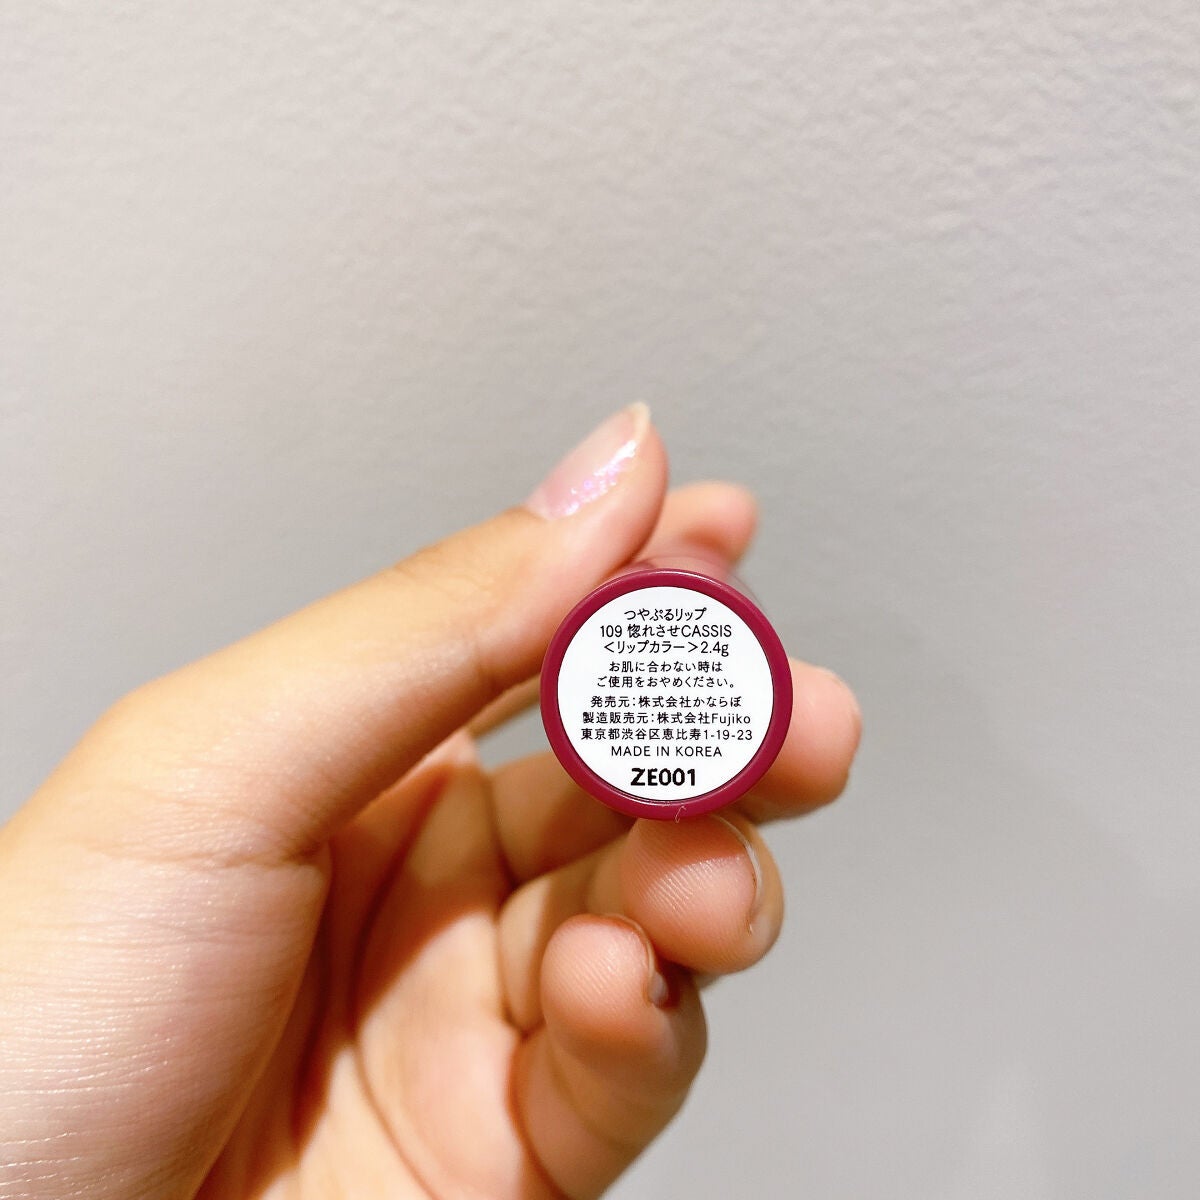 つやぷるリップ
109 惚れさせCASSIS
＜リップカラー＞2.4g
お肌に合わない時は
ご使用をおやめください。
発売元：株式会社かならぼ
製造販売元：株式会社Fujiko
東京都渋谷区恵比寿1-19-23
MADE IN KOREA
ZE001